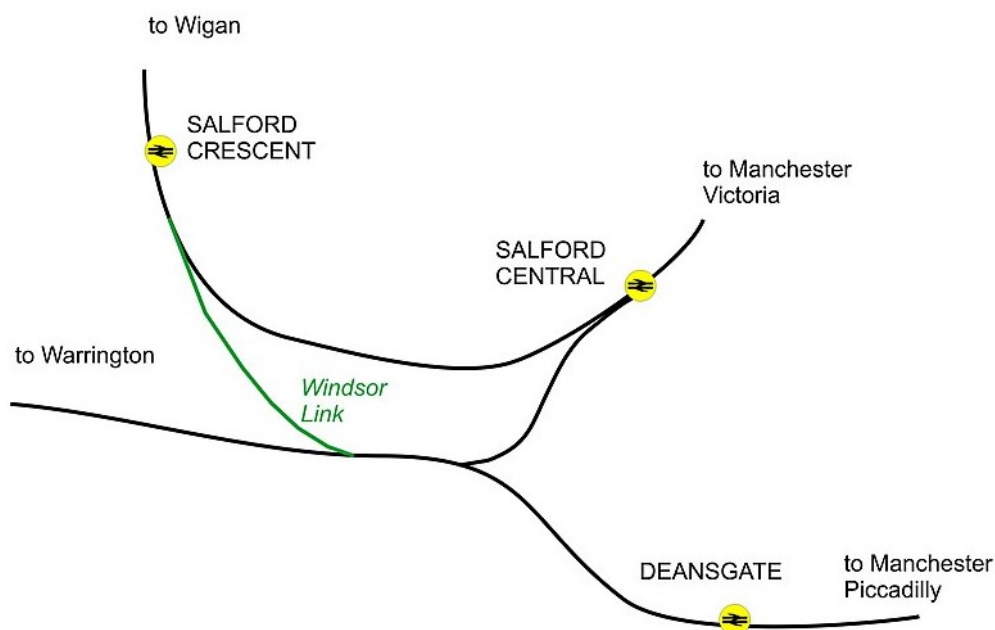 to Wigan
SALFORD
CRESCENT
to Manchester
Victoria
SALFORD
CENTRAL
to Warrington
Windsor
Link
DEANSGATE
to Manchester
Piccadilly